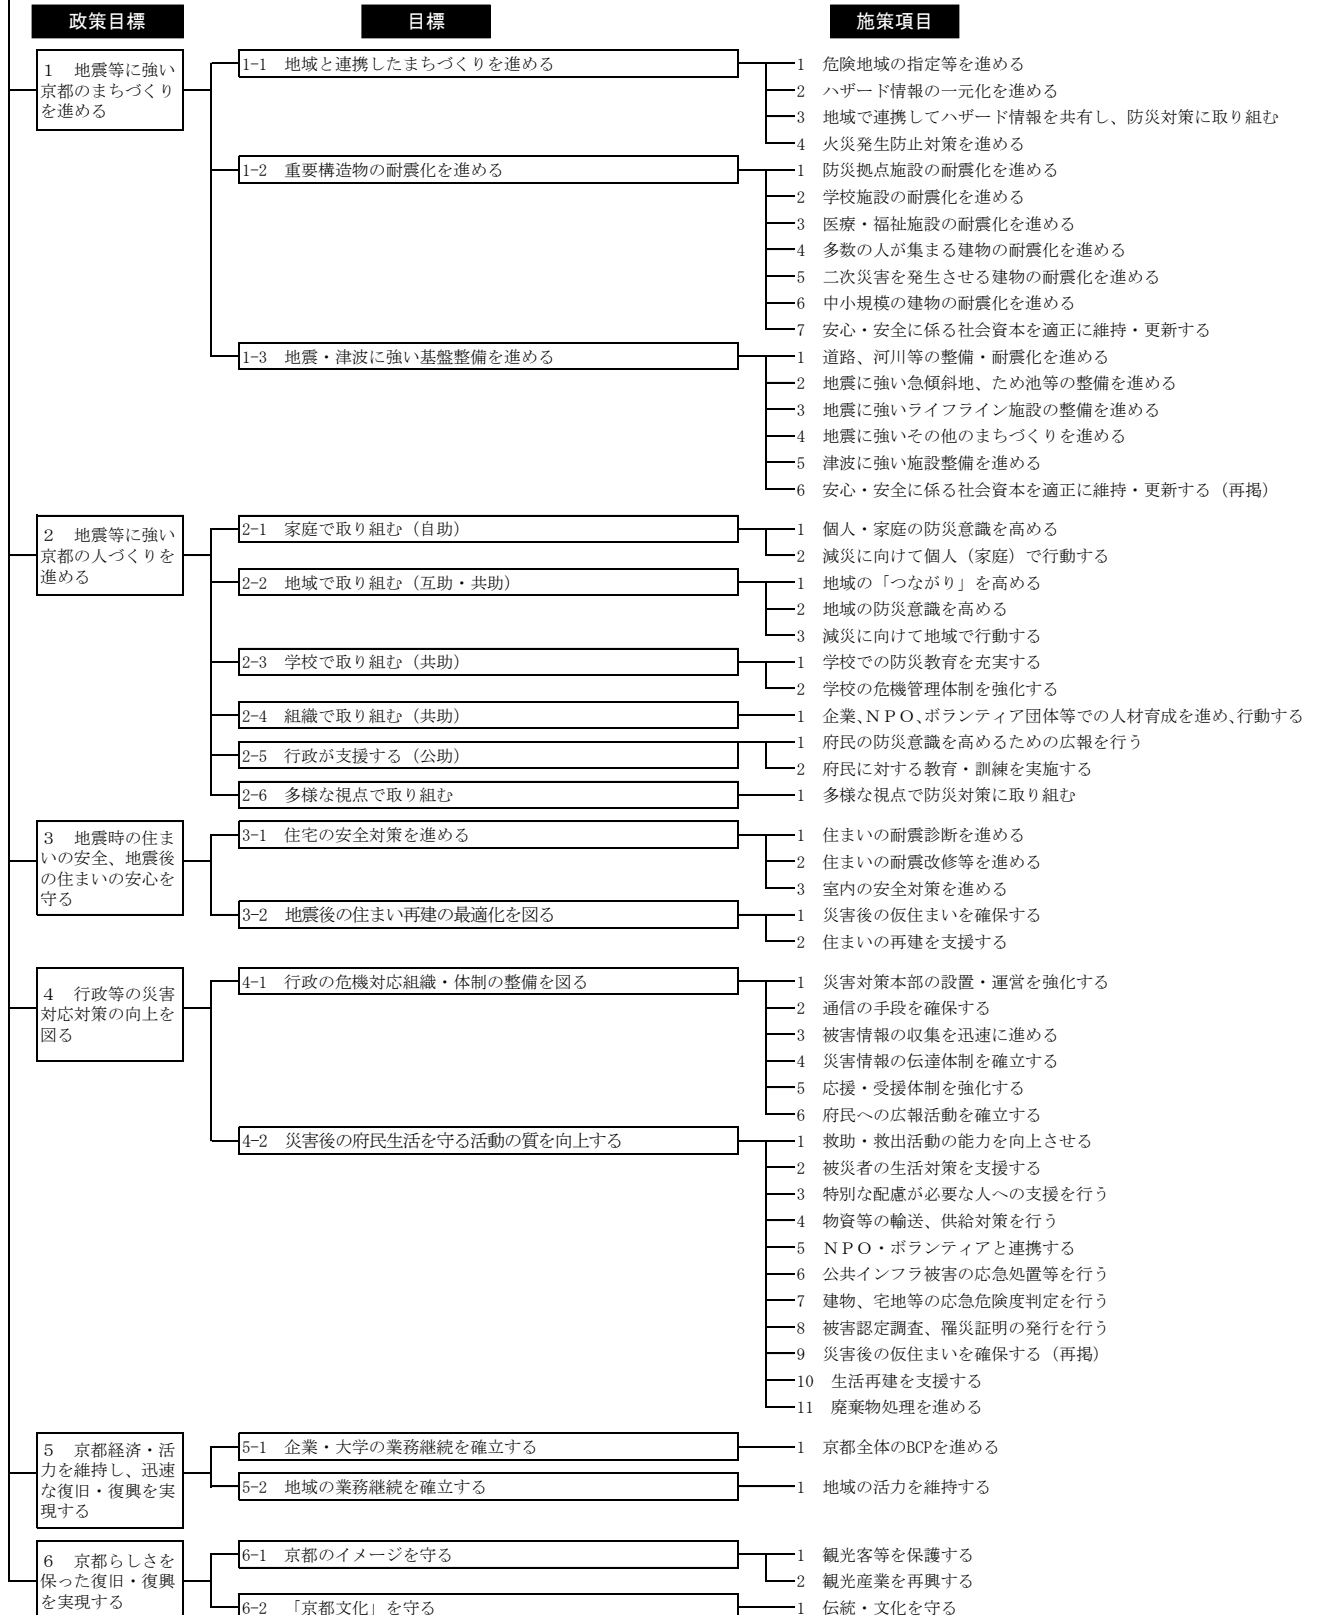 政策目標
目標
施策項目
１　地震等に強い
京都のまちづくり
を進める
1-1　地域と連携したまちづくりを進める
1　危険地域の指定等を進める
2　ハザード情報の一元化を進める
3　地域で連携してハザード情報を共有し、防災対策に取り組む
4　火災発生防止対策を進める
1-2　重要構造物の耐震化を進める
1　防災拠点施設の耐震化を進める
2　学校施設の耐震化を進める
3　医療・福祉施設の耐震化を進める
4　多数の人が集まる建物の耐震化を進める
5　二次災害を発生させる建物の耐震化を進める
6　中小規模の建物の耐震化を進める
7　安心・安全に係る社会資本を適正に維持・更新する
1-3　地震・津波に強い基盤整備を進める
1　道路、河川等の整備・耐震化を進める
2　地震に強い急傾斜地、ため池等の整備を進める
3　地震に強いライフライン施設の整備を進める
4　地震に強いその他のまちづくりを進める
5　津波に強い施設整備を進める
6　安心・安全に係る社会資本を適正に維持・更新する（再掲）
２　地震等に強い
京都の人づくりを
進める
2-1　家庭で取り組む（自助）
1　個人・家庭の防災意識を高める
2　減災に向けて個人（家庭）で行動する
2-2　地域で取り組む（互助・共助）
1　地域の「つながり」を高める
2　地域の防災意識を高める
3　減災に向けて地域で行動する
2-3　学校で取り組む（共助）
1　学校での防災教育を充実する
2　学校の危機管理体制を強化する
2-4　組織で取り組む（共助）
1　企業、ＮＰＯ、ボランティア団体等での人材育成を進め、行動する
2-5　行政が支援する（公助）
1　府民の防災意識を高めるための広報を行う
2　府民に対する教育・訓練を実施する
2-6　多様な視点で取り組む
1　多様な視点で防災対策に取り組む
３　地震時の住ま
いの安全、地震後
の住まいの安心を
守る
3-1　住宅の安全対策を進める
1　住まいの耐震診断を進める
2　住まいの耐震改修等を進める
3　室内の安全対策を進める
3-2　地震後の住まい再建の最適化を図る
1　災害後の仮住まいを確保する
2　住まいの再建を支援する
４　行政等の災害
対応対策の向上を
図る
4-1　行政の危機対応組織・体制の整備を図る
1　災害対策本部の設置・運営を強化する
2　通信の手段を確保する
3　被害情報の収集を迅速に進める
4　災害情報の伝達体制を確立する
5　応援・受援体制を強化する
6　府民への広報活動を確立する
4-2　災害後の府民生活を守る活動の質を向上する
1　救助・救出活動の能力を向上させる
2　被災者の生活対策を支援する
3　特別な配慮が必要な人への支援を行う
4　物資等の輸送、供給対策を行う
5　ＮＰＯ・ボランティアと連携する
6　公共インフラ被害の応急処置等を行う
7　建物、宅地等の応急危険度判定を行う
8　被害認定調査、罹災証明の発行を行う
9　災害後の仮住まいを確保する（再掲）
10　生活再建を支援する
11　廃棄物処理を進める
５　京都経済・活
力を維持し、迅速
な復旧・復興を実
現する
5-1　企業・大学の業務継続を確立する
1　京都全体のBCPを進める
5-2　地域の業務継続を確立する
1　地域の活力を維持する
６　京都らしさを
保った復旧・復興
を実現する
6-1　京都のイメージを守る
1　観光客等を保護する
2　観光産業を再興する
6-2　「京都文化」を守る
1　伝統・文化を守る